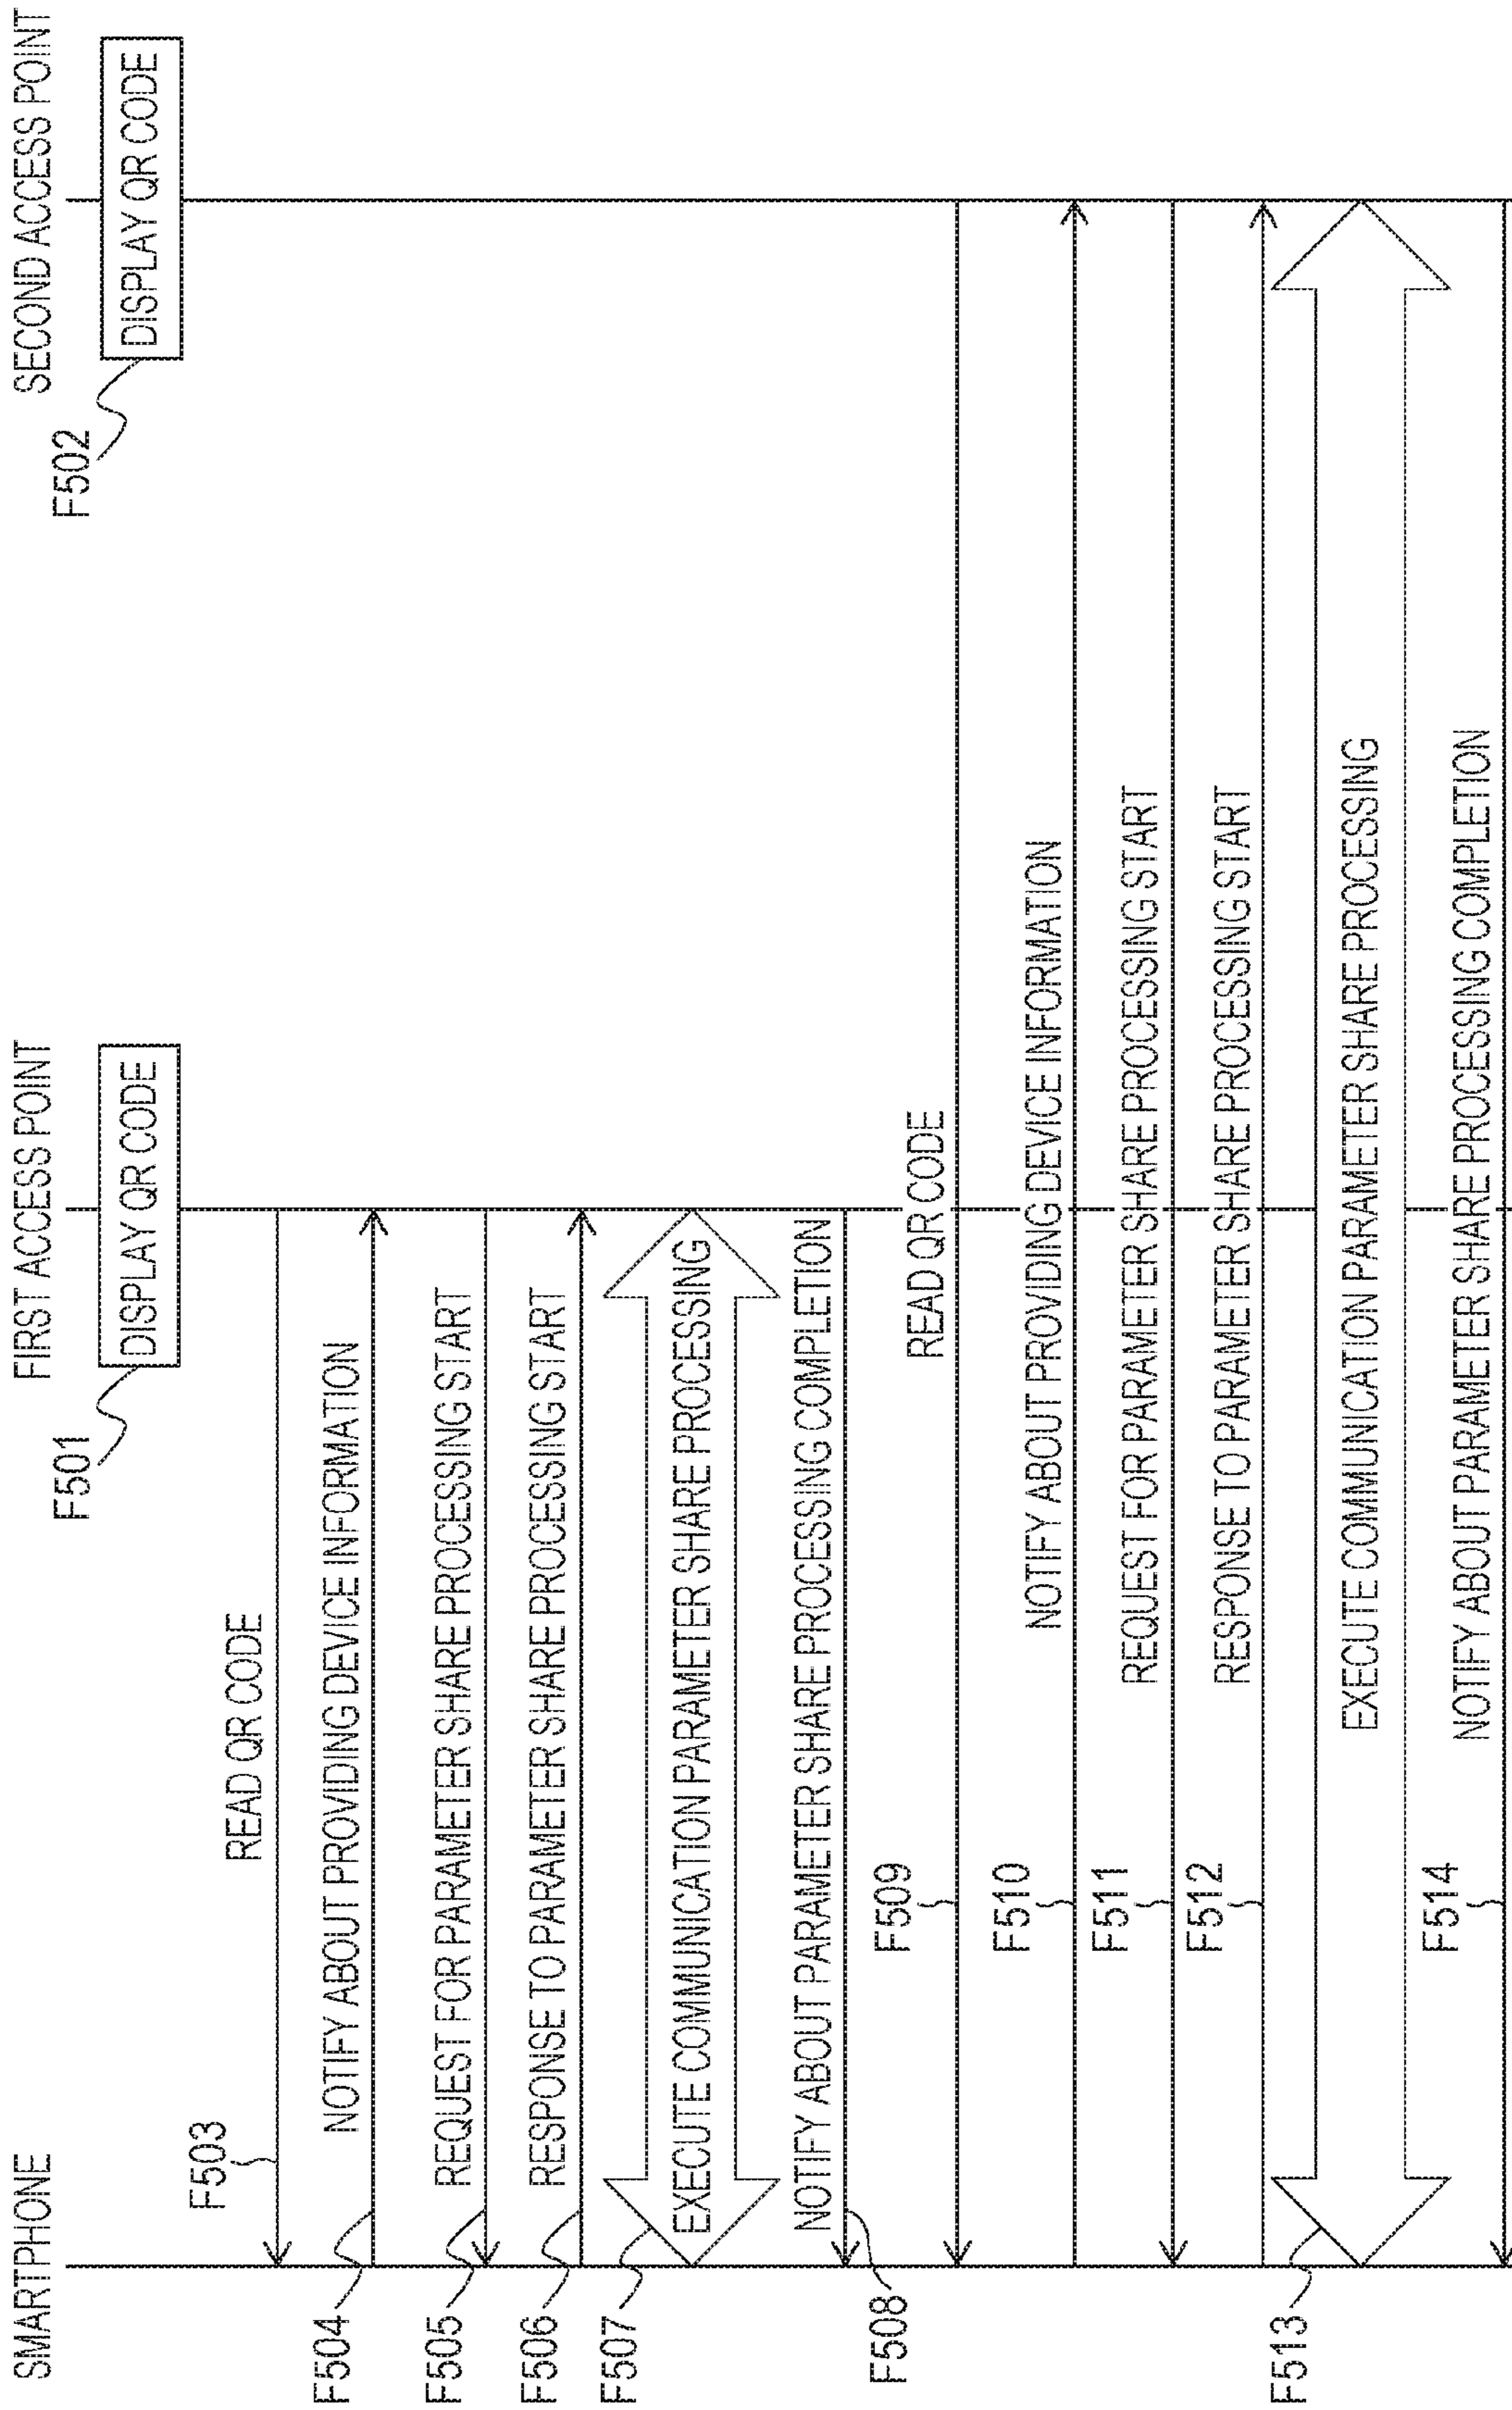 SMARTPHONE
FIRST ACCESS POINT
SECOND ACCESS POINT
F501
DISPLAY QR CODE
F502
DISPLAY QR CODE
F503
READ QR CODE
F504
NOTIFY ABOUT PROVIDING DEVICE INFORMATION
F505
REQUEST FOR PARAMETER SHARE PROCESSING START
F506
RESPONSE TO PARAMETER SHARE PROCESSING START
F507
EXECUTE COMMUNICATION PARAMETER SHARE PROCESSING
NOTIFY ABOUT PARAMETER SHARE PROCESSING COMPLETION
F508
F509
READ QR CODE
F510
NOTIFY ABOUT PROVIDING DEVICE INFORMATION
F511
REQUEST FOR PARAMETER SHARE PROCESSING START
F512
RESPONSE TO PARAMETER SHARE PROCESSING START
F513
EXECUTE COMMUNICATION PARAMETER SHARE PROCESSING
F514
NOTIFY ABOUT PARAMETER SHARE PROCESSING COMPLETION